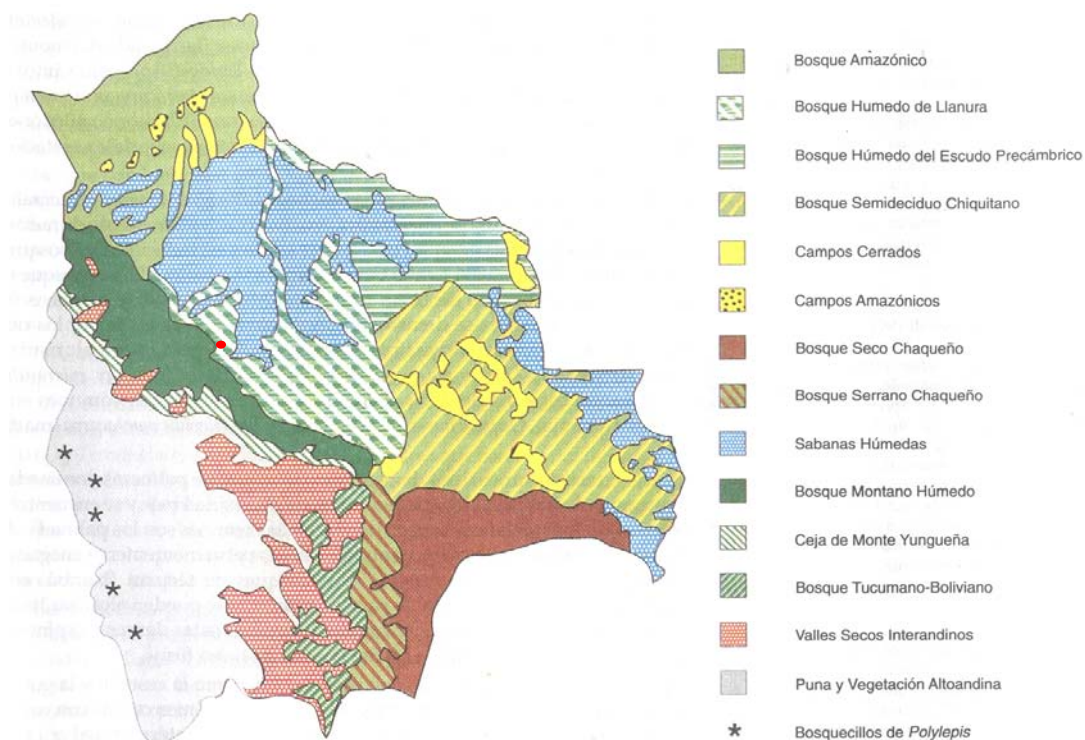 Bosque Amazónico
Bosque Humedo de Llanura
Bosque Húmedo del Escudo Precámbrico
Bosque Semideciduo Chiquitano
Campos Cerrados
Campos Amazónicos
Bosque Seco Chaqueño
Bosque Serrano Chaqueño
Sabanas Húmedas
Bosque Montano Húmedo
Ceja de Monte Yungueña
Bosque Tucumano-Boliviano
Valles Secos Interandinos
Puna y Vegetación Altoandina
Bosquecillos de Polylepis